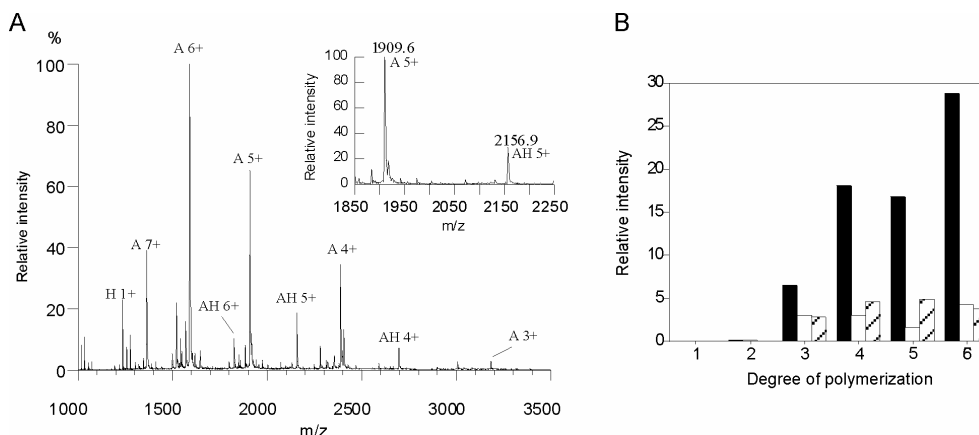 A
%
A 6+
100
80
60
40
20
0
Relative intensity
A 5+
A 7+
A 4+
H 1+
AH 6+
AH 5+
AH 4+
A 3+
1000 1500 2000 2500 3000 3500
m/z
1909.6
A 5+
2156.9
AH 5+
100
80
60
40
20
0
Relative intensity
1850 1950 2050 2150 2250
m/z
B
30
25
20
15
10
5
0
Relative intensity
1 2 3 4 5 6
Degree of polymerization